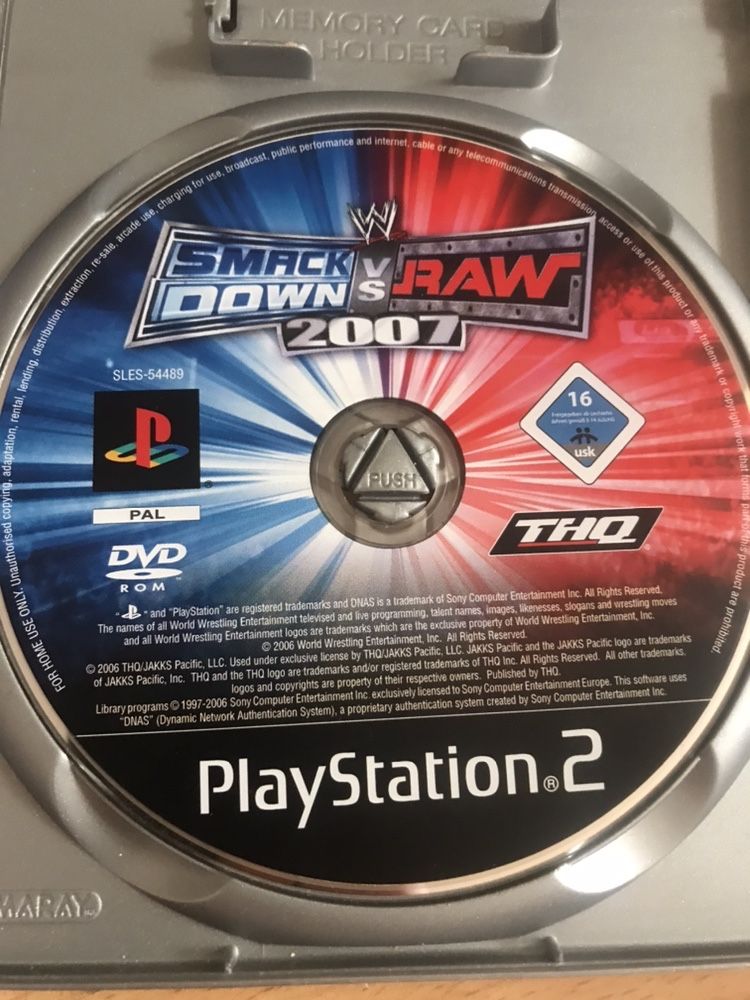 MEMORY CARD
HOLDER
FOR HOME USE ONLY. Unauthorised copying, adaptation, rental, lending, distribution, extraction, re-sale, arcade use, charging for use, broadcast, public performance and internet, cable or any telecommunications transmission, access or use of this product or any trademark or copyright work that forms part of this product are prohibited.
W
SMACK
DOWN
VS
RAW
2007
SLES-54489
16
Freigegeben ab sechzehn
Jahren gemäß § 14 JuSchG
usk
PUSH
PAL
THQ
DVD
ROM
" " and "PlayStation" are registered trademarks and DNAS is a trademark of Sony Computer Entertainment Inc. All Rights Reserved.
The names of all World Wrestling Entertainment televised and live programming, talent names, images, likenesses, slogans and wrestling moves
and all World Wrestling Entertainment logos are trademarks which are the exclusive property of World Wrestling Entertainment, Inc.
© 2006 World Wrestling Entertainment, Inc. All Rights Reserved.
© 2006 THQ/JAKKS Pacific, LLC. Used under exclusive license by THQ/JAKKS Pacific, LLC. JAKKS Pacific and the JAKKS Pacific logo are trademarks
of JAKKS Pacific, Inc. THQ and the THQ logo are trademarks and/or registered trademarks of THQ Inc. All Rights Reserved. All other trademarks,
logos and copyrights are property of their respective owners. Published by THQ.
Library programs © 1997-2006 Sony Computer Entertainment Inc. exclusively licensed to Sony Computer Entertainment Europe. This software uses
"DNAS" (Dynamic Network Authentication System), a proprietary authentication system created by Sony Computer Entertainment Inc.
PlayStation®2